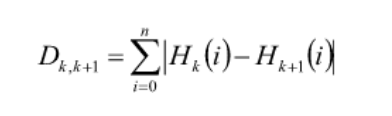 D_{k,k+1} = \sum_{i=0}^{n} |H_k(i) - H_{k+1}(i)|